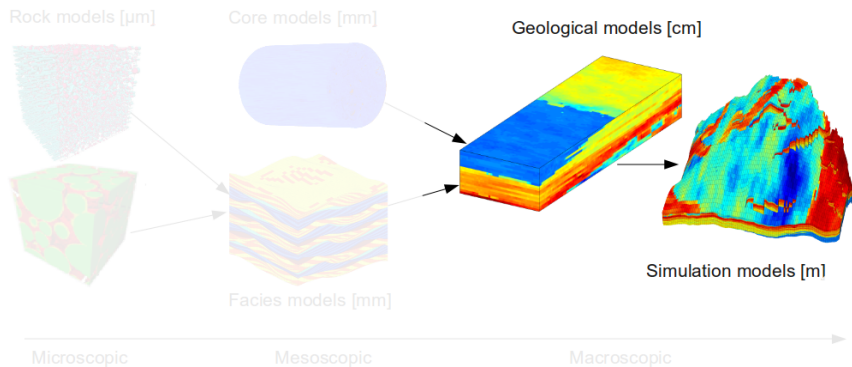 Rock models [μm]
Core models [mm]
Geological models [cm]
Simulation models [m]
Facies models [mm]
Microscopic
Mesoscopic
Macroscopic